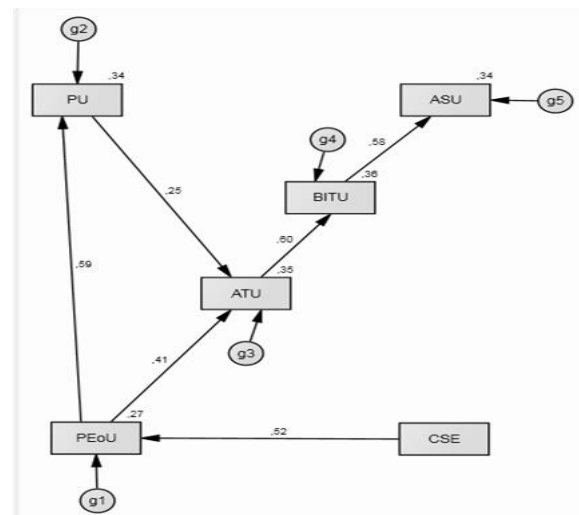 g2
,34
,34
PU
ASU
g5
g4
,58
,36
,25
BITU
,60
,59
,35
ATU
g3
,41
,27
PEoU
,52
CSE
g1